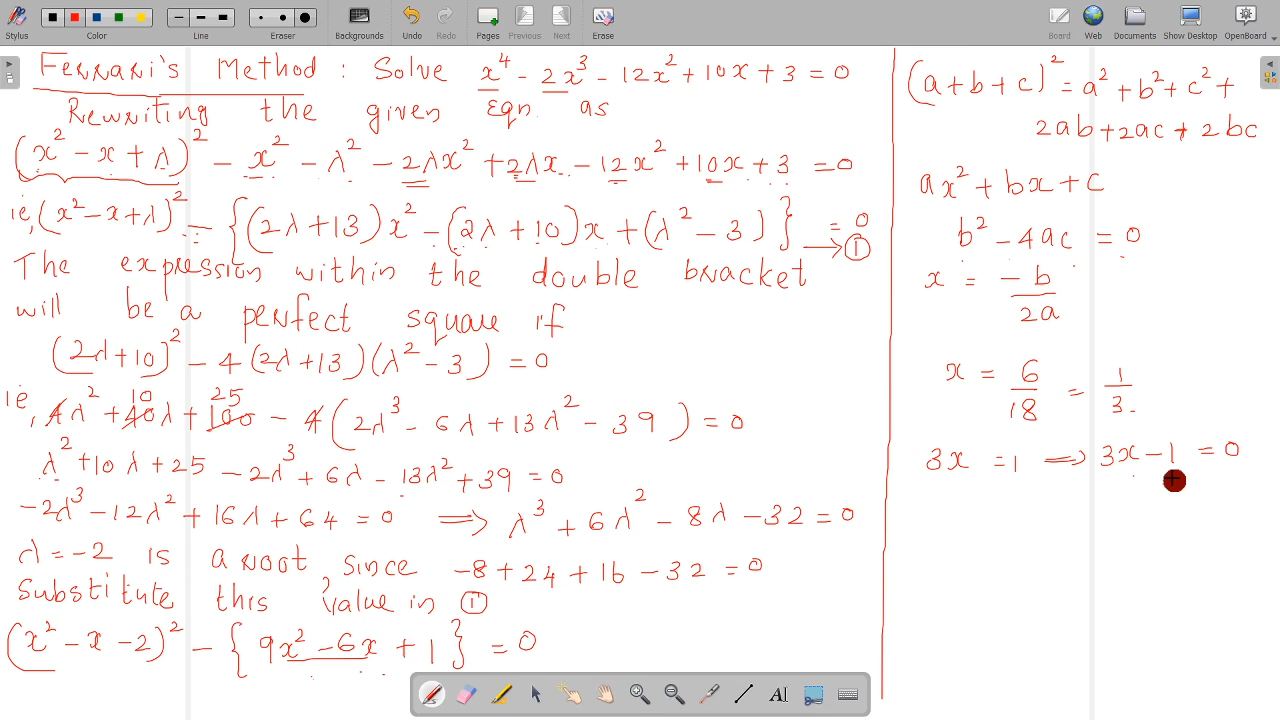 Stylus Color Line Eraser Backgrounds Undo Redo Pages Previous Next Erase Board Web Documents Show Desktop OpenBoard
Ferrari's Method : Solve x⁴ - 2x³ - 12x² + 10x + 3 = 0
Rewriting the given Eqn. as
(x² - x + λ)² - x² - λ² - 2λx² + 2λx - 12x² + 10x + 3 = 0
ie, (x² - x + λ)² - {(2λ + 13)x² - (2λ + 10)x + (λ² - 3)} = 0 → ①
The expression within the double bracket
will be a perfect square if
(2λ + 10)² - 4(2λ + 13)(λ² - 3) = 0
10 25
ie, 4λ² + 40λ + 100 - 4(2λ³ - 6λ + 13λ² - 39) = 0
λ² + 10λ + 25 - 2λ³ + 6λ - 13λ² + 39 = 0
-2λ³ - 12λ² + 16λ + 64 = 0 ⟹ λ³ + 6λ² - 8λ - 32 = 0
λ = -2 is a root, since -8 + 24 + 16 - 32 = 0
Substitute this value in ①
(x² - x - 2)² - {9x² - 6x + 1} = 0
(a + b + c)² = a² + b² + c² +
2ab + 2ac + 2bc
ax² + bx + c
b² - 4ac = 0
x = -b/2a
x = 6/18 = 1/3
3x = 1 ⟹ 3x - 1 = 0